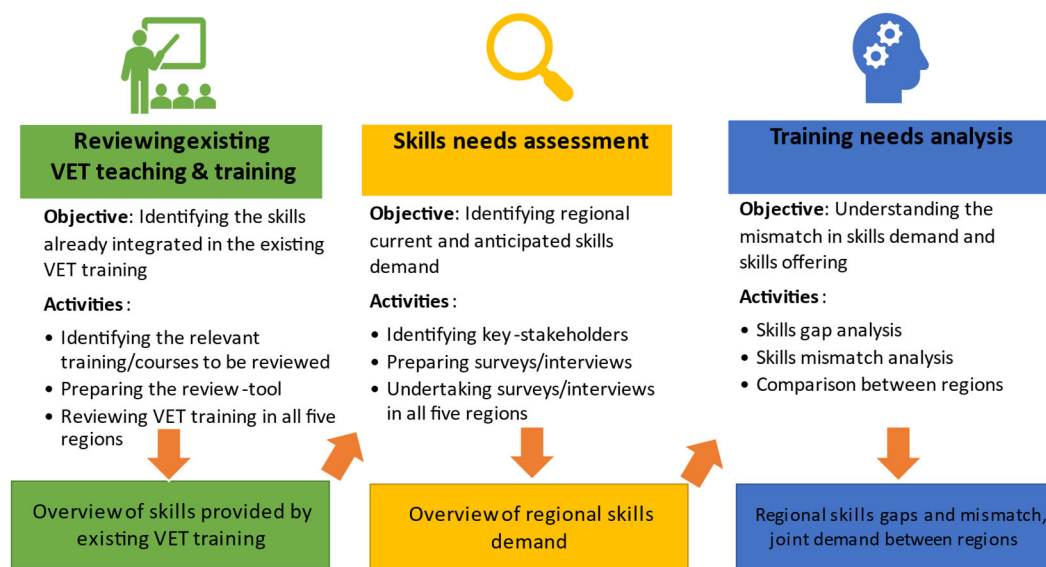 Reviewingexisting
VET teaching & training
Objective: Identifying the skills
already integrated in the existing
VET training
Activities :
• Identifying the relevant
training/courses to be reviewed
• Preparing the review-tool
• Reviewing VET training in all five
regions
Overview of skills provided by
existing VET training
Skills needs assessment
Objective: Identifying regional
current and anticipated skills
demand
Activities :
• Identifying key-stakeholders
• Preparing surveys/interviews
• Undertaking surveys/interviews
in all five regions
Overview of regional skills
demand
Training needs analysis
Objective: Understanding the
mismatch in skills demand and
skills offering
Activities :
• Skills gap analysis
• Skills mismatch analysis
• Comparison between regions
Regional skills gaps and mismatch,
joint demand between regions